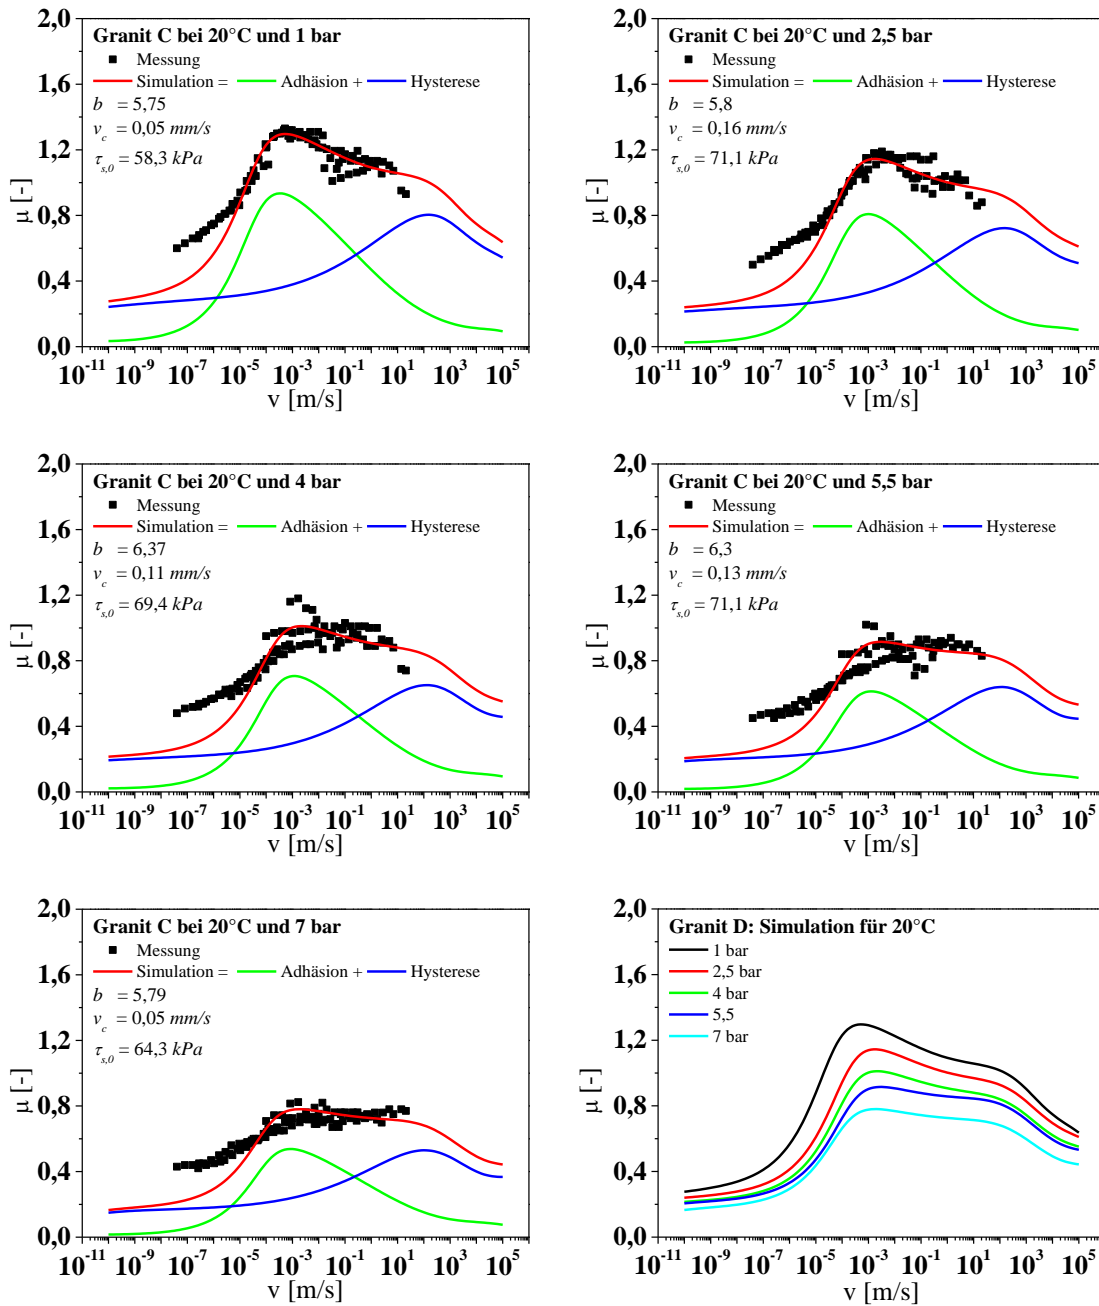 Granit C bei 20°C und 1 bar
Messung
Simulation = Adhäsion + Hysterese
b = 5,75
v_c = 0,05 mm/s
τ_s,0 = 58,3 kPa
2,0
1,6
1,2
0,8
0,4
0,0
μ [-]
10^-11 10^-9 10^-7 10^-5 10^-3 10^-1 10^1 10^3 10^5
v [m/s]
Granit C bei 20°C und 2,5 bar
Messung
Simulation = Adhäsion + Hysterese
b = 5,8
v_c = 0,16 mm/s
τ_s,0 = 71,1 kPa
2,0
1,6
1,2
0,8
0,4
0,0
μ [-]
10^-11 10^-9 10^-7 10^-5 10^-3 10^-1 10^1 10^3 10^5
v [m/s]
Granit C bei 20°C und 4 bar
Messung
Simulation = Adhäsion + Hysterese
b = 6,37
v_c = 0,11 mm/s
τ_s,0 = 69,4 kPa
2,0
1,6
1,2
0,8
0,4
0,0
μ [-]
10^-11 10^-9 10^-7 10^-5 10^-3 10^-1 10^1 10^3 10^5
v [m/s]
Granit C bei 20°C und 5,5 bar
Messung
Simulation = Adhäsion + Hysterese
b = 6,3
v_c = 0,13 mm/s
τ_s,0 = 71,1 kPa
2,0
1,6
1,2
0,8
0,4
0,0
μ [-]
10^-11 10^-9 10^-7 10^-5 10^-3 10^-1 10^1 10^3 10^5
v [m/s]
Granit C bei 20°C und 7 bar
Messung
Simulation = Adhäsion + Hysterese
b = 5,79
v_c = 0,05 mm/s
τ_s,0 = 64,3 kPa
2,0
1,6
1,2
0,8
0,4
0,0
μ [-]
10^-11 10^-9 10^-7 10^-5 10^-3 10^-1 10^1 10^3 10^5
v [m/s]
Granit D: Simulation für 20°C
1 bar
2,5 bar
4 bar
5,5
7 bar
2,0
1,6
1,2
0,8
0,4
0,0
μ [-]
10^-11 10^-9 10^-7 10^-5 10^-3 10^-1 10^1 10^3 10^5
v [m/s]